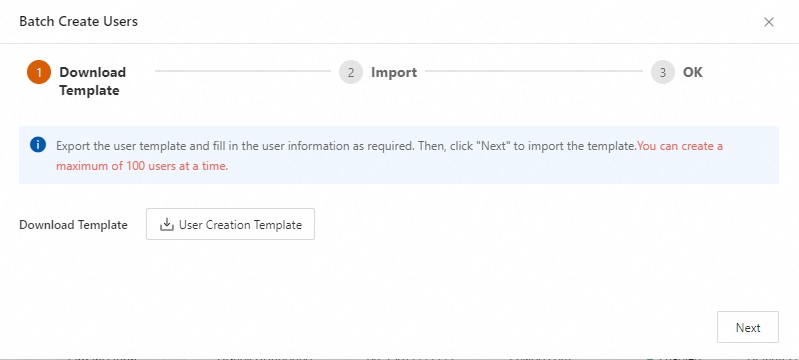 Batch Create Users
1 Download Template
2 Import
3 OK
Export the user template and fill in the user information as required. Then, click "Next" to import the template.You can create a
maximum of 100 users at a time.
Download Template User Creation Template
Next